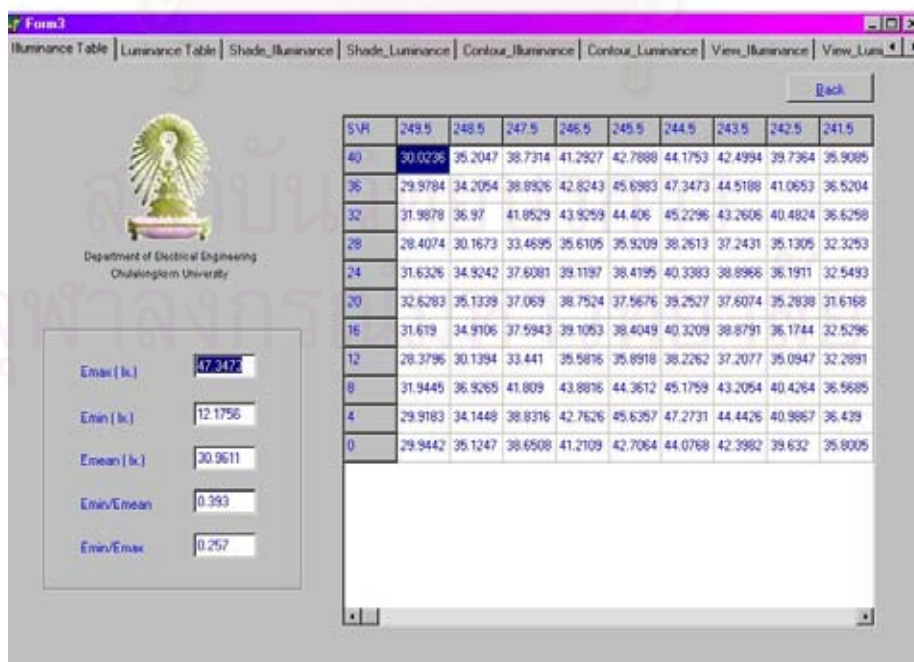 Form3
Illuminance Table Luminance Table Shade_Illuminance Shade_Luminance Contour_Illuminance Contour_Luminance View_Illuminance View_Lumi
Back
Department of Electrical Engineering
Chulalongkorn University
S\R 249.5 248.5 247.5 246.5 245.5 244.5 243.5 242.5 241.5
40 30.0236 35.2047 38.7314 41.2927 42.7888 44.1753 42.4994 39.7364 35.9085
36 29.9784 34.2054 38.8926 42.8243 45.6983 47.3473 44.5188 41.0653 36.5204
32 31.9878 36.97 41.8529 43.9259 44.406 45.2296 43.2606 40.4824 36.6258
28 28.4074 30.1673 33.4695 35.6105 35.9209 38.2613 37.2431 35.1305 32.3253
24 31.6326 34.9242 37.6081 39.1197 38.4195 40.3383 38.8966 36.1911 32.5493
20 32.6283 35.1339 37.069 38.7524 37.5676 39.2527 37.6074 35.2838 31.6168
16 31.619 34.9106 37.5943 39.1053 38.4049 40.3209 38.8791 36.1744 32.5296
12 28.3796 30.1394 33.441 35.5816 35.8918 38.2262 37.2077 35.0947 32.2891
8 31.9445 36.9265 41.809 43.8816 44.3612 45.1759 43.2054 40.4264 36.5685
4 29.9183 34.1448 38.8316 42.7626 45.6357 47.2731 44.4426 40.9867 36.439
0 29.9442 35.1247 38.6508 41.2109 42.7064 44.0768 42.3982 39.632 35.8005
Emax ( lx.) 47.3473
Emin ( lx.) 12.1756
Emean ( lx.) 30.9611
Emin/Emean 0.393
Emin/Emax 0.257